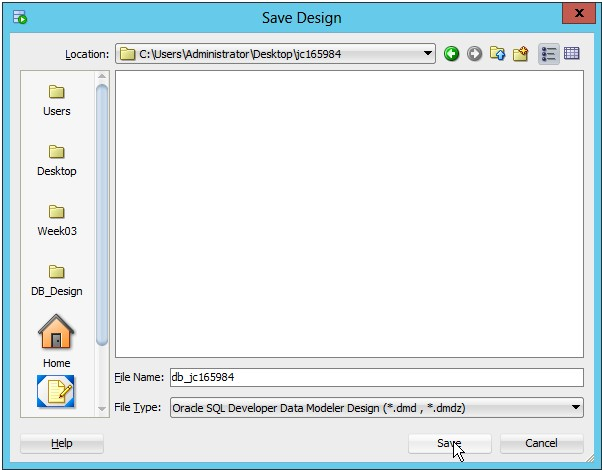 Save Design
x
Location: C:\Users\Administrator\Desktop\jc165984
Users
Desktop
Week03
DB_Design
Home
File Name: db_jc165984
File Type: Oracle SQL Developer Data Modeler Design (*.dmd , *.dmdz)
Help Save Cancel